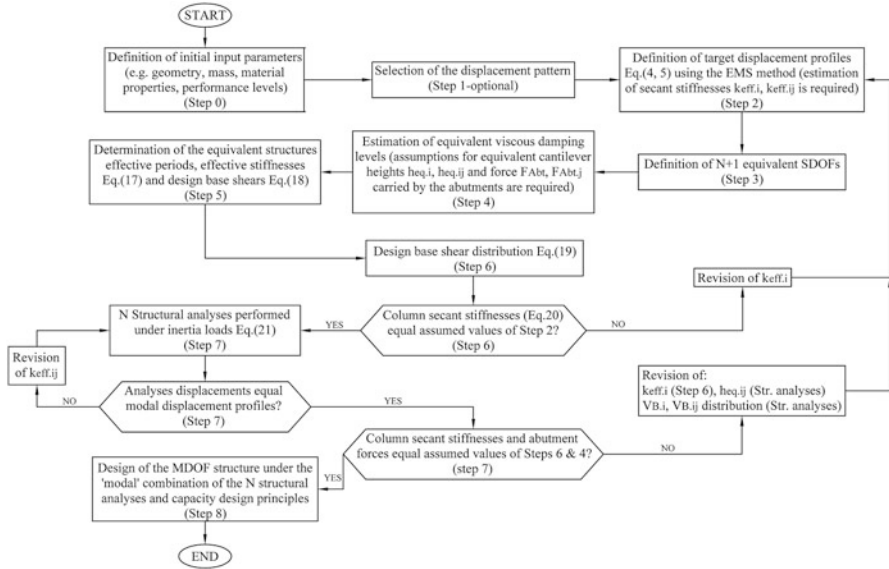 START
Definition of initial input parameters
(e.g. geometry, mass, material
properties, performance levels)
(Step 0)
Selection of the displacement pattern
(Step 1-optional)
Definition of target displacement profiles
Eq.(4, 5) using the EMS method (estimation
of secant stiffnesses keff.i, keff.ij is required)
(Step 2)
Definition of N+1 equivalent SDOFs
(Step 3)
Estimation of equivalent viscous damping
levels (assumptions for equivalent cantilever
heights heq.i, heq.ij and force FAbt, FAbt.j
carried by the abutments are required)
(Step 4)
Determination of the equivalent structures
effective periods, effective stiffnesses
Eq.(17) and design base shears Eq.(18)
(Step 5)
Design base shear distribution Eq.(19)
(Step 6)
Column secant stiffnesses (Eq.20)
equal assumed values of Step 2?
(Step 6)
NO
Revision of keff.i
YES
N Structural analyses performed
under inertia loads Eq.(21)
(Step 7)
Analyses displacements equal
modal displacement profiles?
(Step 7)
NO
Revision
of keff.ij
YES
Column secant stiffnesses and abutment
forces equal assumed values of Steps 6 & 4?
(step 7)
NO
Revision of:
keff.i (Step 6), heq.ij (Str. analyses)
VB.i, VB.ij distribution (Str. analyses)
YES
Design of the MDOF structure under the
'modal' combination of the N structural
analyses and capacity design principles
(Step 8)
END